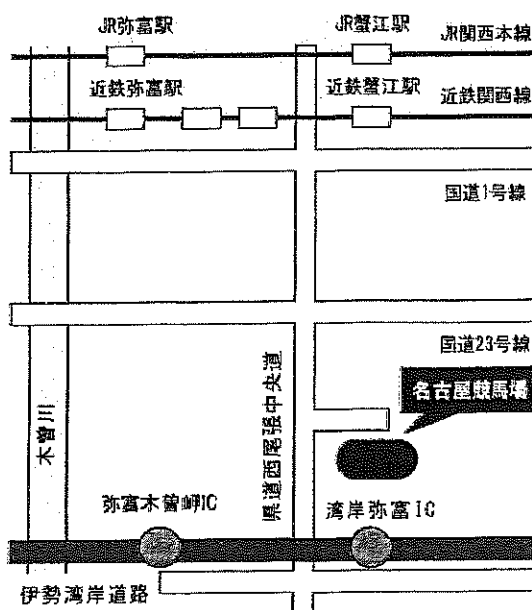 JR弥富駅
JR蟹江駅
JR関西本線
近鉄弥富駅
近鉄蟹江駅
近鉄関西線
国道1号線
国道23号線
名古屋競馬場
木曽川
県道西尾張中央道
弥富木曽岬IC
湾岸弥富IC
伊勢湾岸道路